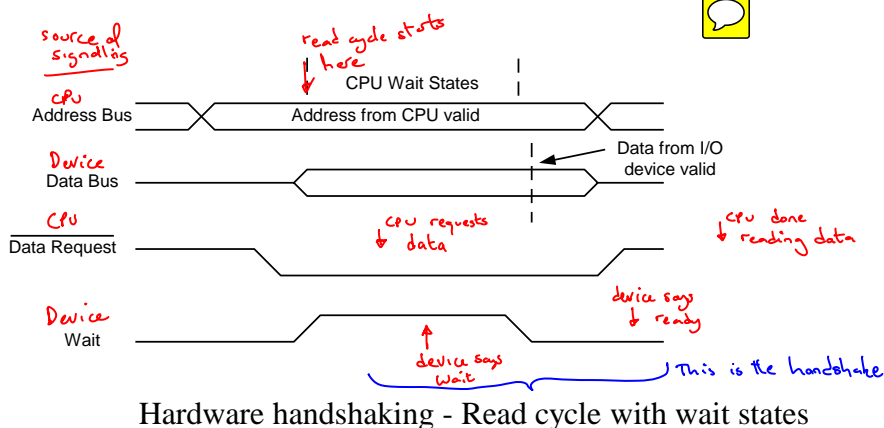 source of
signalling
read cycle starts
here
CPU Wait States
CPU
Address Bus
Address from CPU valid
Device
Data Bus
Data from I/O
device valid
CPU
Data Request
CPU requests
data
CPU done
reading data
Device
Wait
device says
wait
device says
ready
This is the handshake
Hardware handshaking - Read cycle with wait states